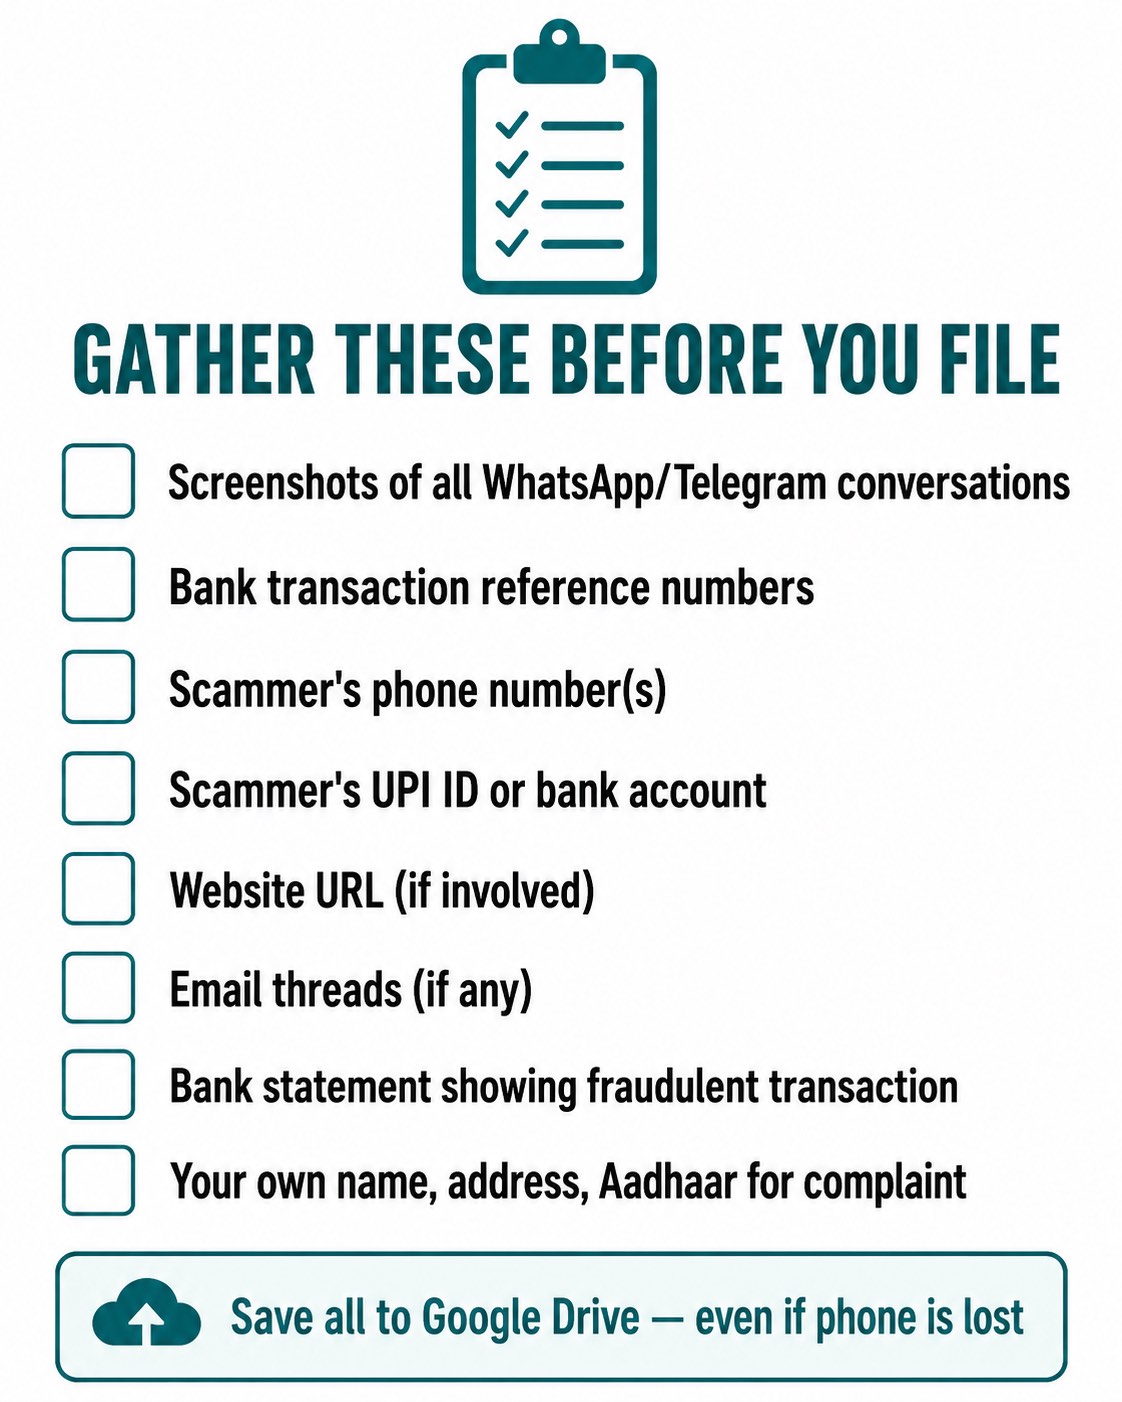 GATHER THESE BEFORE YOU FILE
Screenshots of all WhatsApp/Telegram conversations
Bank transaction reference numbers
Scammer's phone number(s)
Scammer's UPI ID or bank account
Website URL (if involved)
Email threads (if any)
Bank statement showing fraudulent transaction
Your own name, address, Aadhaar for complaint
Save all to Google Drive — even if phone is lost